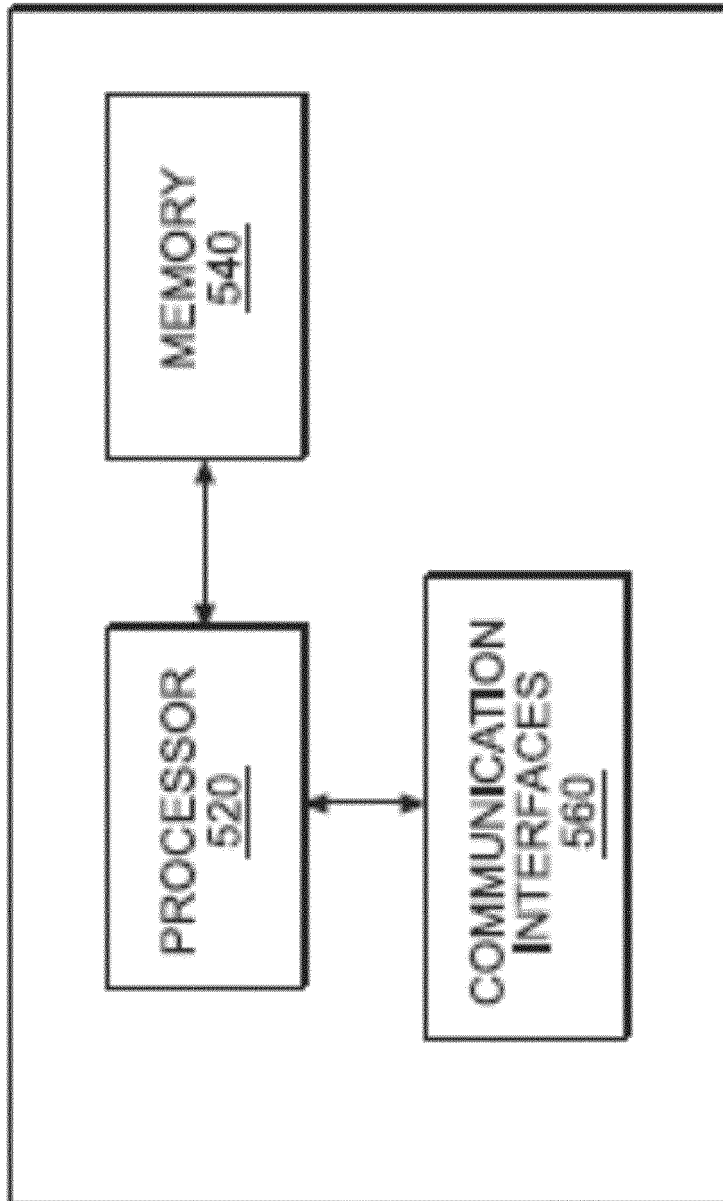 PROCESSOR
520
MEMORY
540
COMMUNICATION
INTERFACES
560